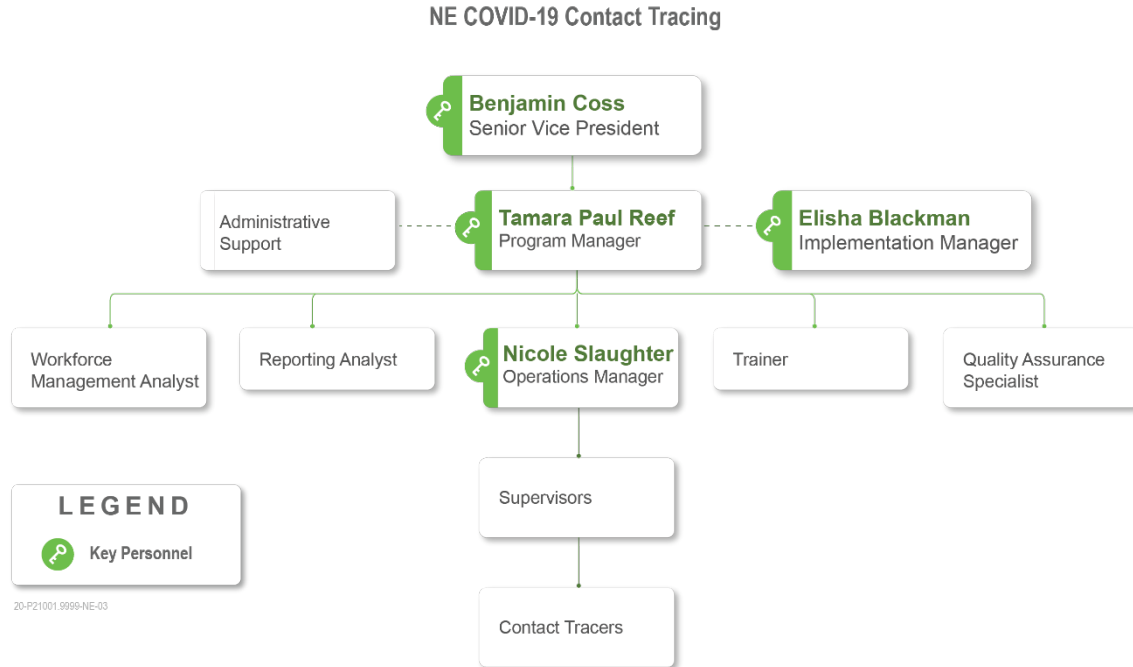 NE COVID-19 Contact Tracing
Benjamin Coss
Senior Vice President
Administrative
Support
Tamara Paul Reef
Program Manager
Elisha Blackman
Implementation Manager
Workforce
Management Analyst
Reporting Analyst
Nicole Slaughter
Operations Manager
Trainer
Quality Assurance
Specialist
Supervisors
LEGEND
Key Personnel
20-P21001.9999-NE-03
Contact Tracers